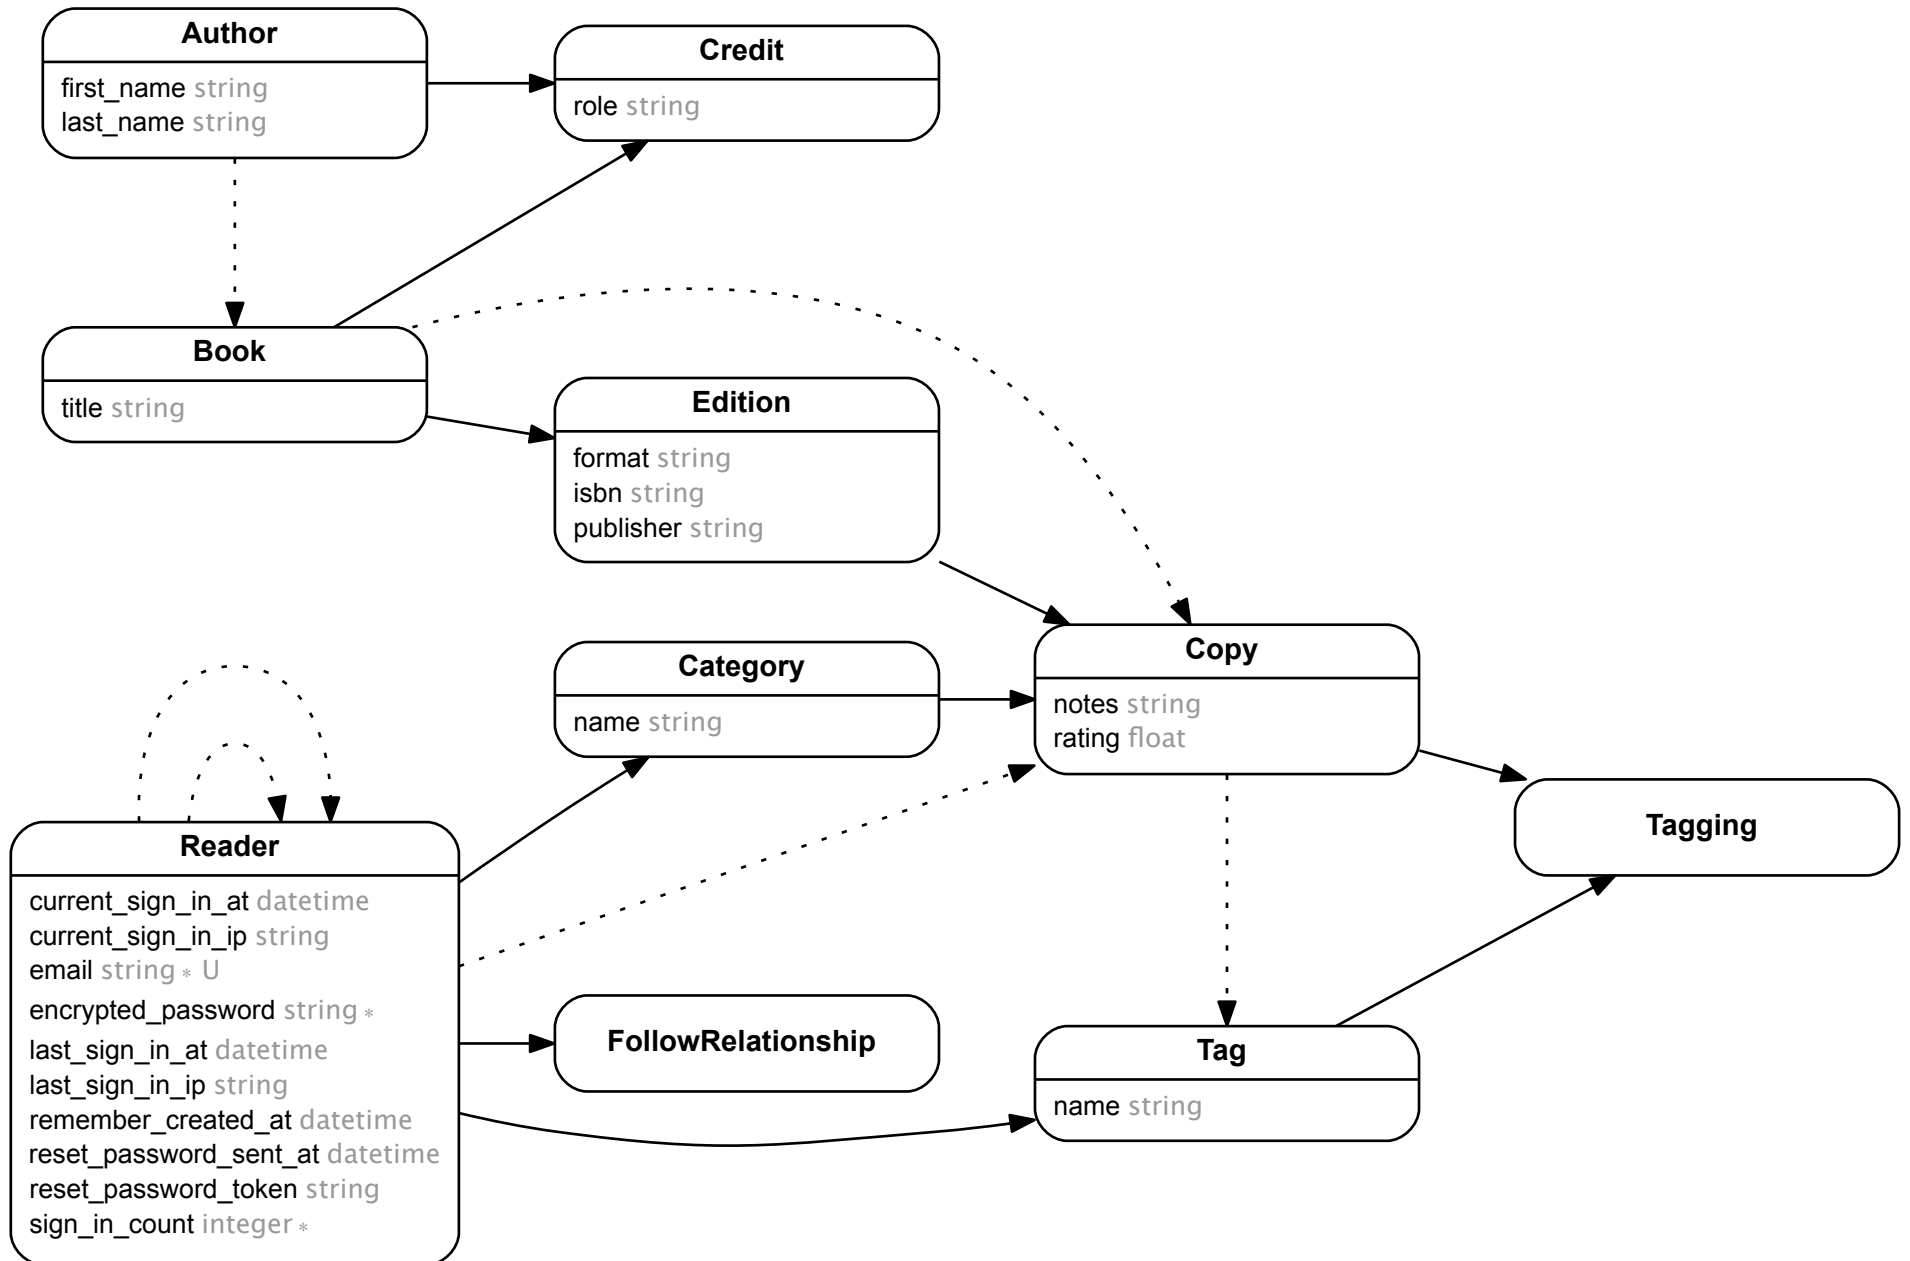 Author
first_name string
last_name string
Credit
role string
Book
title string
Edition
format string
isbn string
publisher string
Category
name string
Copy
notes string
rating float
Tagging
Reader
current_sign_in_at datetime
current_sign_in_ip string
email string * U
encrypted_password string *
last_sign_in_at datetime
last_sign_in_ip string
remember_created_at datetime
reset_password_sent_at datetime
reset_password_token string
sign_in_count integer *
FollowRelationship
Tag
name string